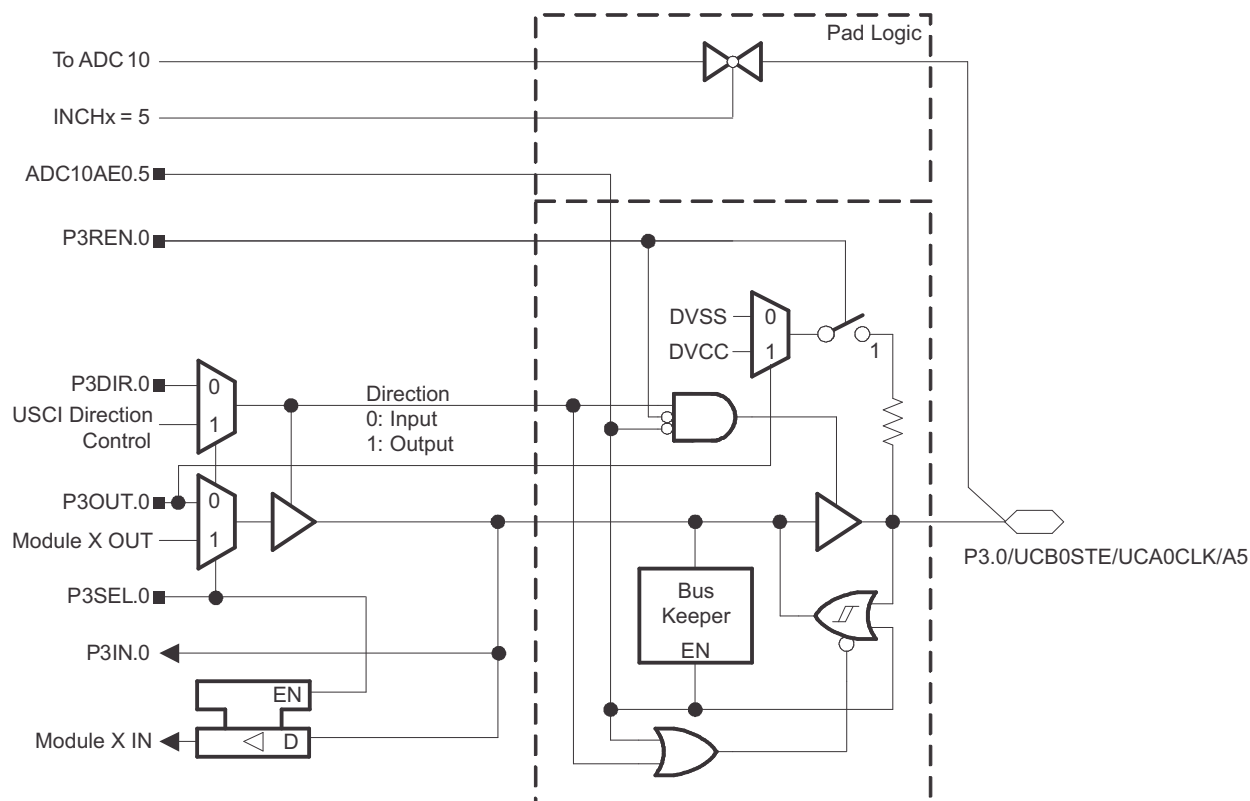 Pad Logic
To ADC 10
INCHx = 5
ADC10AE0.5
P3REN.0
DVSS
0
DVCC
1
1
P3DIR.0
0
USCI Direction
Control
1
Direction
0: Input
1: Output
P3OUT.0
0
Module X OUT
1
P3.0/UCB0STE/UCA0CLK/A5
P3SEL.0
Bus
Keeper
EN
P3IN.0
EN
Module X IN
D